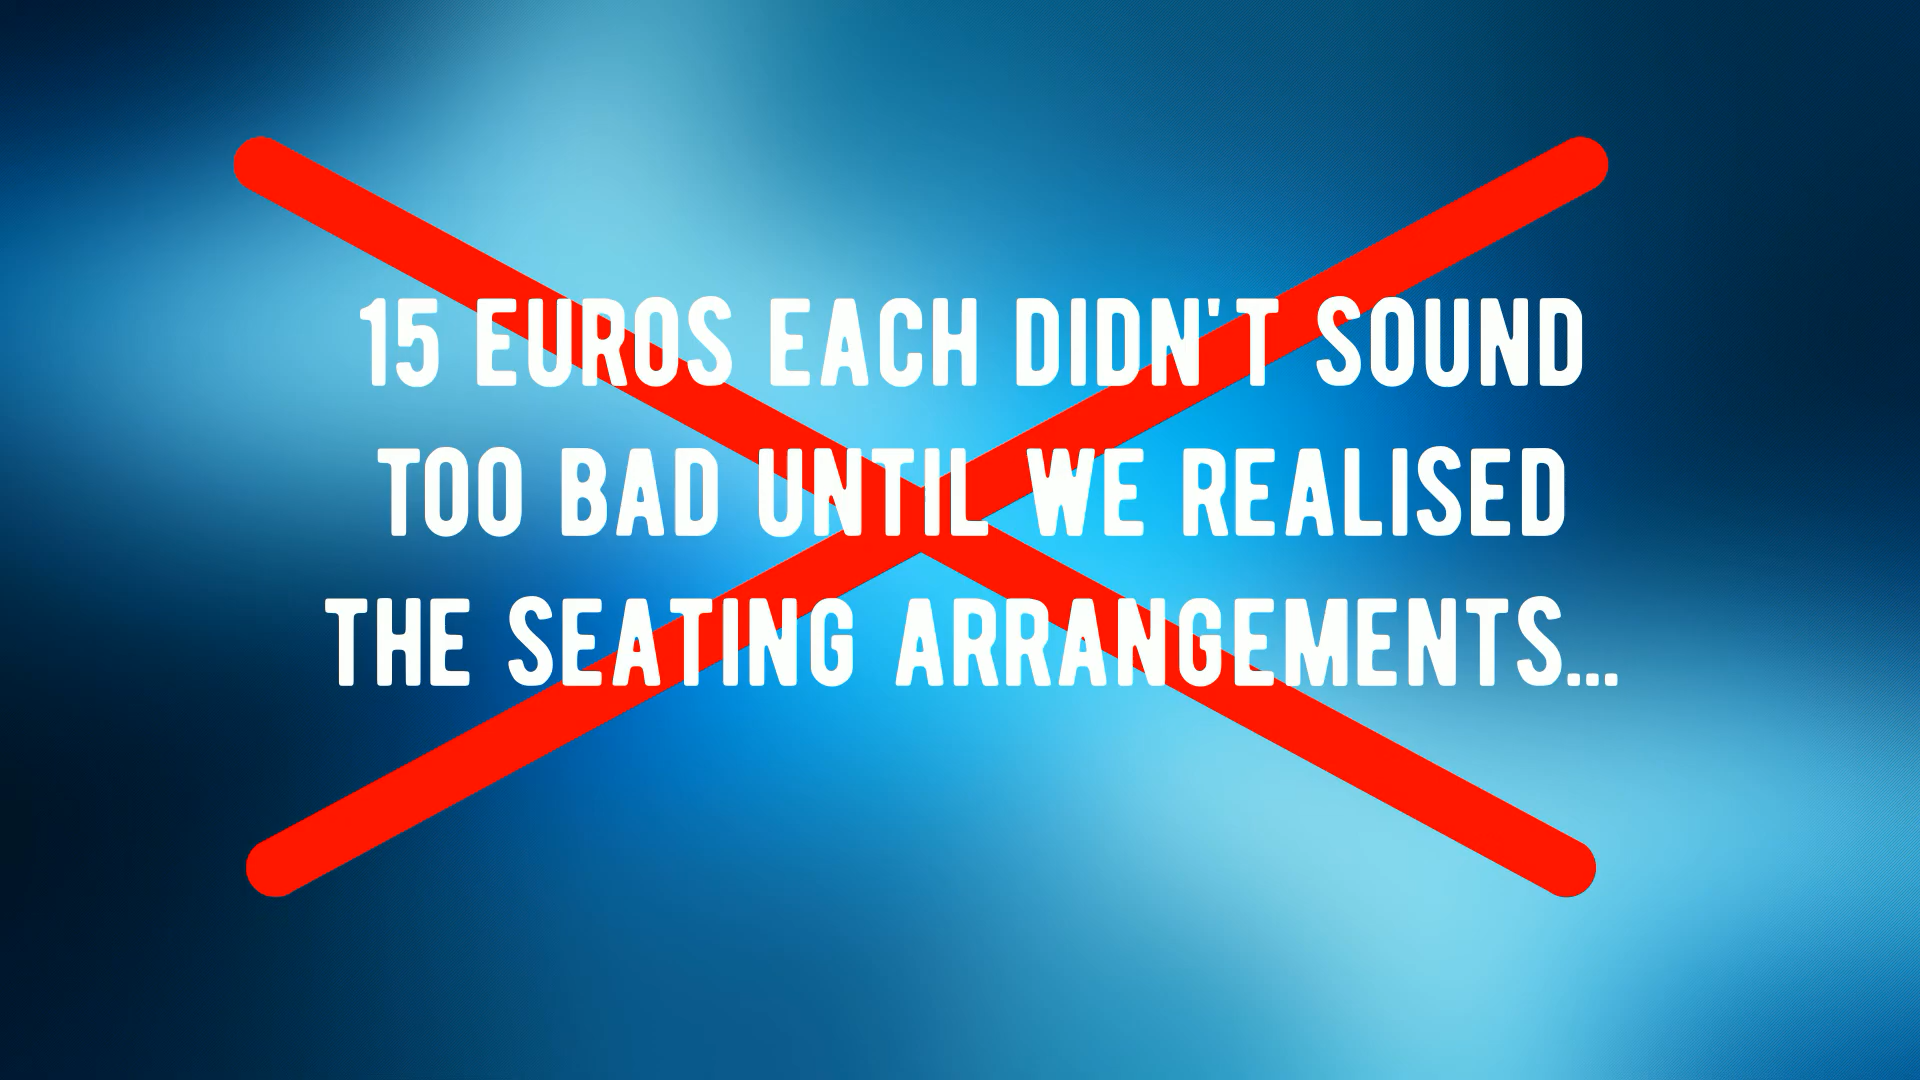 15 EUROS EACH DIDN'T SOUND
TOO BAD UNTIL WE REALISED
THE SEATING ARRANGEMENTS...